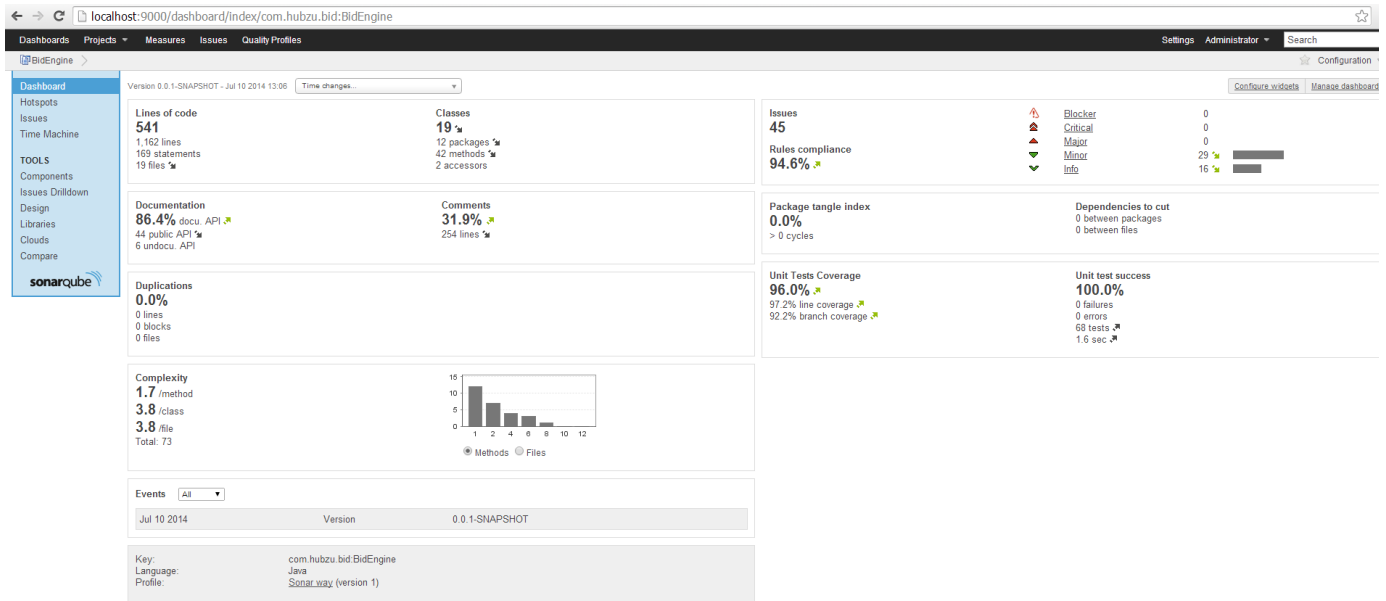 localhost:9000/dashboard/index/com.hubzu.bid:BidEngine
Dashboards Projects Measures Issues Quality Profiles Settings Administrator Search
BidEngine Configuration
Dashboard
Hotspots
Issues
Time Machine
TOOLS
Components
Issues Drilldown
Design
Libraries
Clouds
Compare
sonarqube
Version 0.0.1-SNAPSHOT - Jul 10 2014 13:06 Time changes... Configure widgets Manage dashboard
Lines of code
541
1,162 lines
169 statements
19 files
Classes
19
12 packages
42 methods
2 accessors
Documentation
86.4% docu. API
44 public API
6 undocu. API
Comments
31.9%
254 lines
Duplications
0.0%
0 lines
0 blocks
0 files
Complexity
1.7 /method
3.8 /class
3.8 /file
Total: 73
15
10
5
0
1 2 4 6 8 10 12
Methods Files
Events All
Jul 10 2014 Version 0.0.1-SNAPSHOT
Key: com.hubzu.bid:BidEngine
Language: Java
Profile: Sonar way (version 1)
Issues
45
Rules compliance
94.6%
Blocker 0
Critical 0
Major 0
Minor 29
Info 16
Package tangle index
0.0%
> 0 cycles
Dependencies to cut
0 between packages
0 between files
Unit Tests Coverage
96.0%
97.2% line coverage
92.2% branch coverage
Unit test success
100.0%
0 failures
0 errors
68 tests
1.6 sec